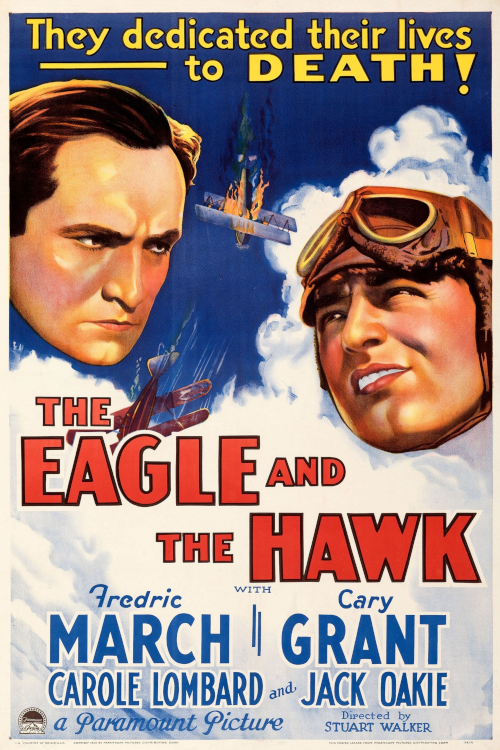 They dedicated their lives
to DEATH!
THE
EAGLE AND
THE HAWK
WITH
Fredric Cary
MARCH GRANT
CAROLE LOMBARD and JACK OAKIE
a Paramount Picture
Directed by
STUART WALKER